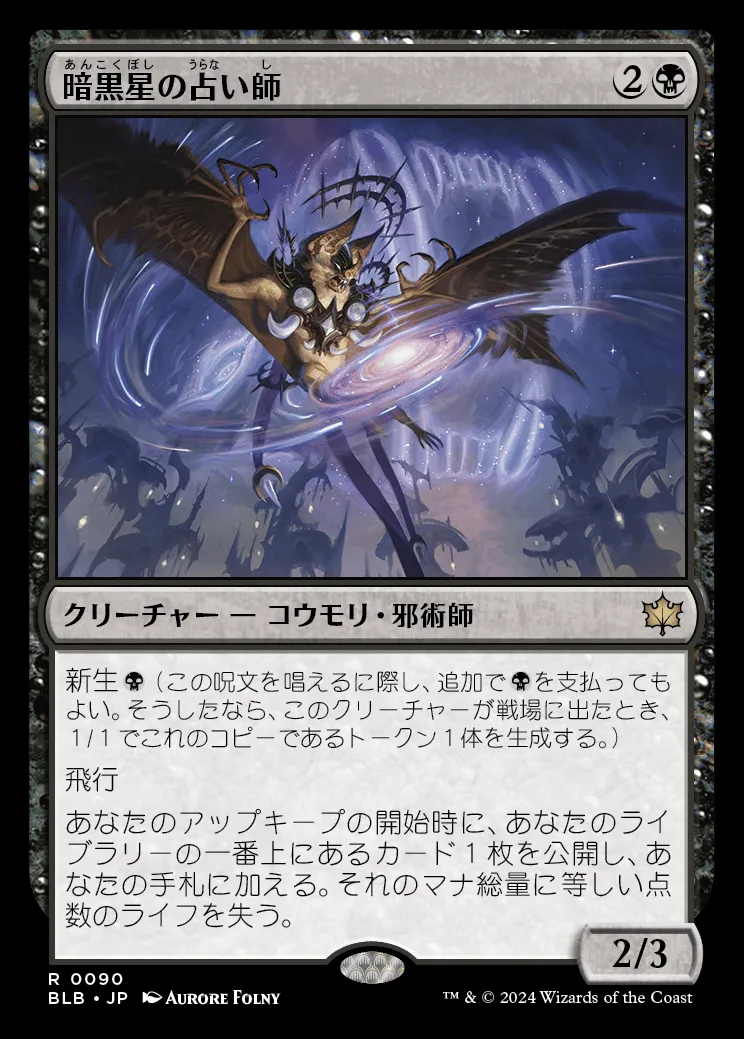 あんこくぼし うらな し
暗黒星の占い師 2
クリーチャー — コウモリ・邪術師
新生（この呪文を唱えるに際し、追加でを支払っても
よい。そうしたなら、このクリーチャーが戦場に出たとき、
1/1でこれのコピーであるトークン1体を生成する。）
飛行
あなたのアップキープの開始時に、あなたのライ
ブラリーの一番上にあるカード1枚を公開し、あ
なたの手札に加える。それのマナ総量に等しい点
数のライフを失う。
2/3
R 0090
BLB • JP AURORE FOLNY
™ & © 2024 Wizards of the Coast